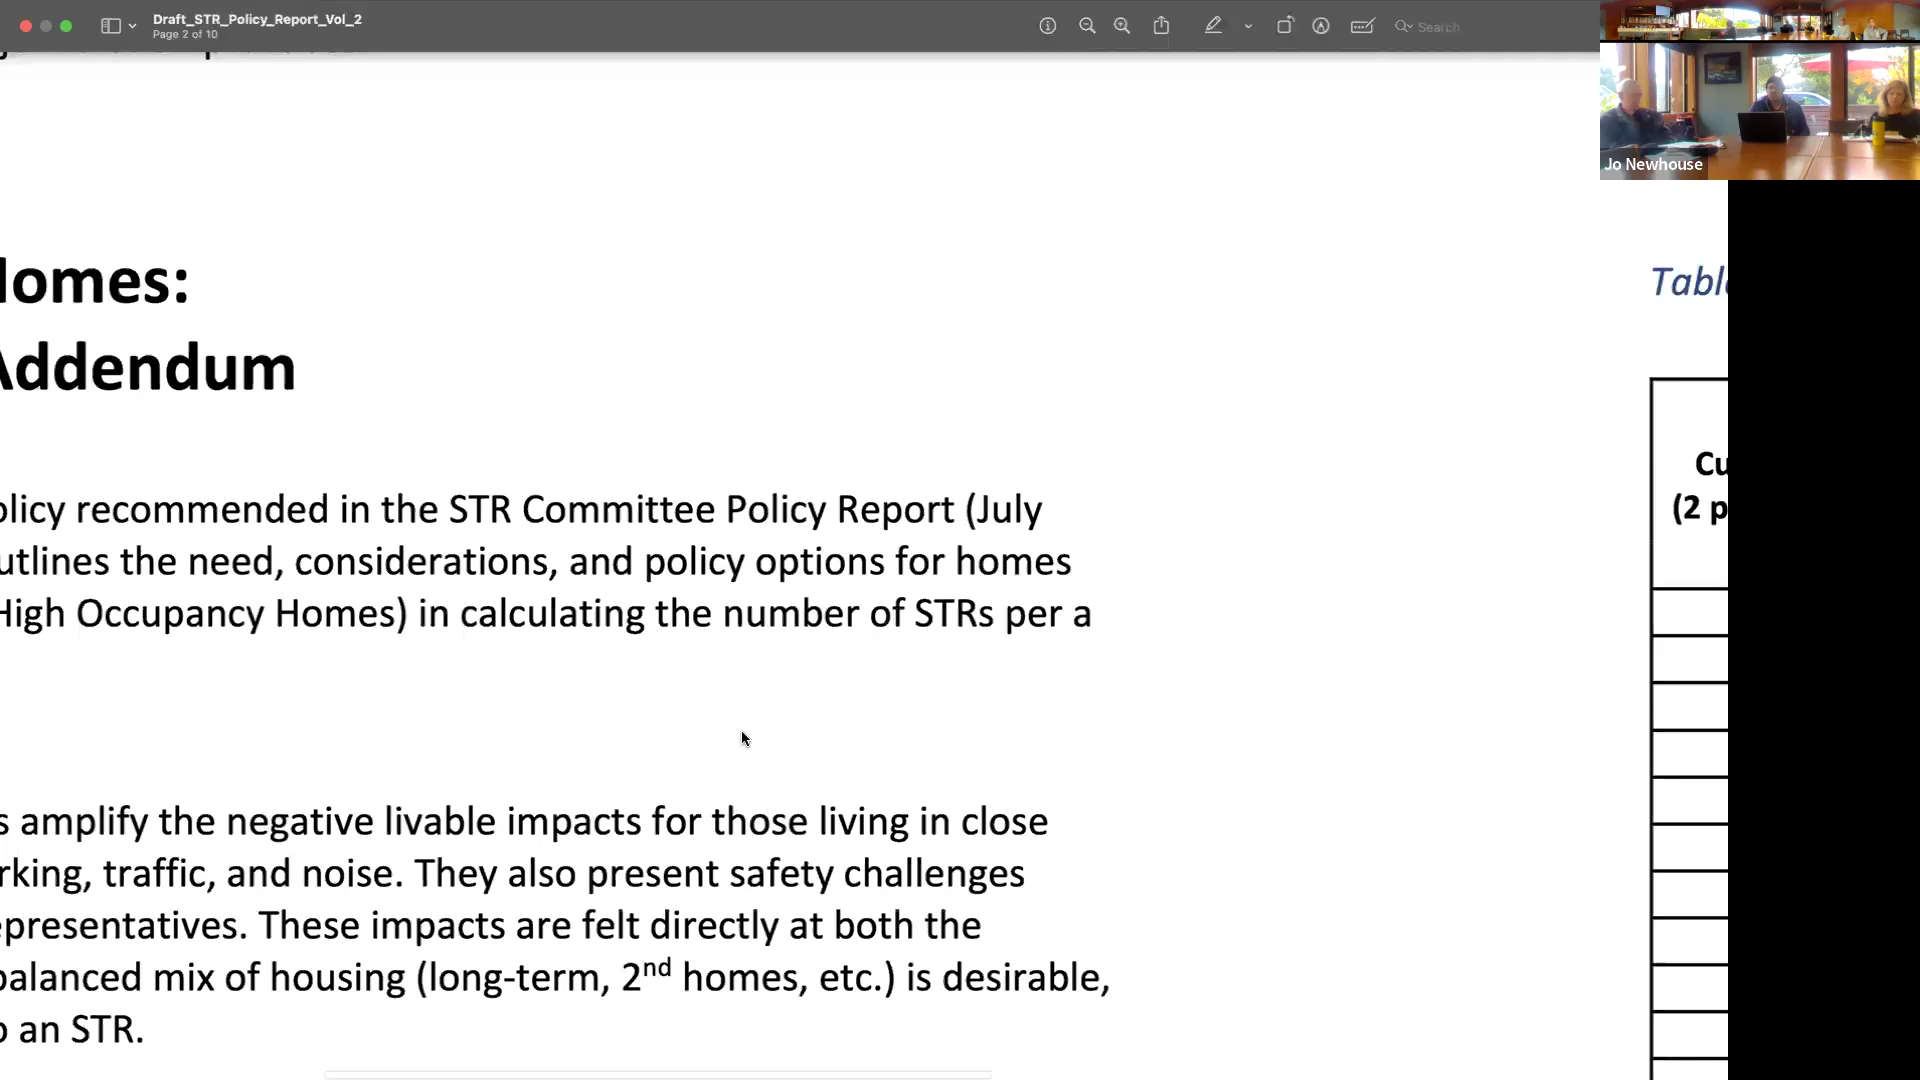 Draft_STR_Policy_Report_Vol_2
Page 2 of 10
Search
Jo Newhouse
omes:
Addendum
olicy recommended in the STR Committee Policy Report (July
utlines the need, considerations, and policy options for homes
High Occupancy Homes) in calculating the number of STRs per a
s amplify the negative livable impacts for those living in close
rking, traffic, and noise. They also present safety challenges
epresentatives. These impacts are felt directly at both the
balanced mix of housing (long-term, 2nd homes, etc.) is desirable,
o an STR.
Tabl
Cu
(2 p